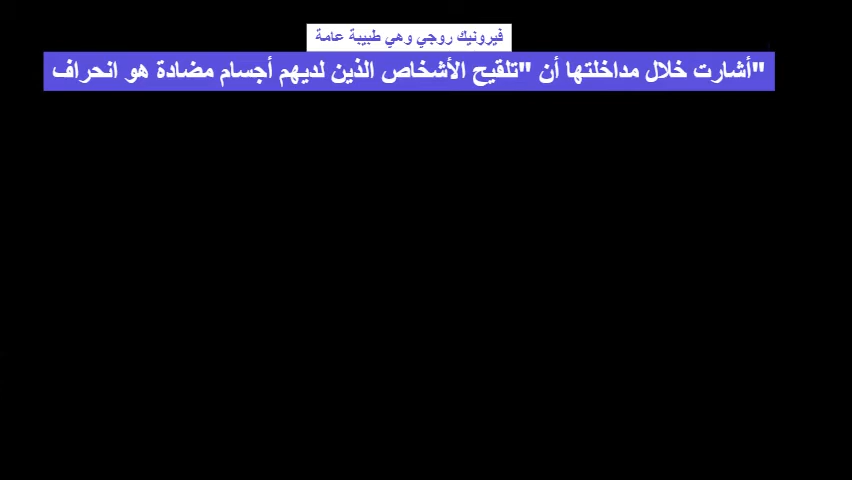 فيرونيك روجي وهي طبيبة عامة
"أشارت خلال مداخلتها أن "تلقيح الأشخاص الذين لديهم أجسام مضادة هو انحراف